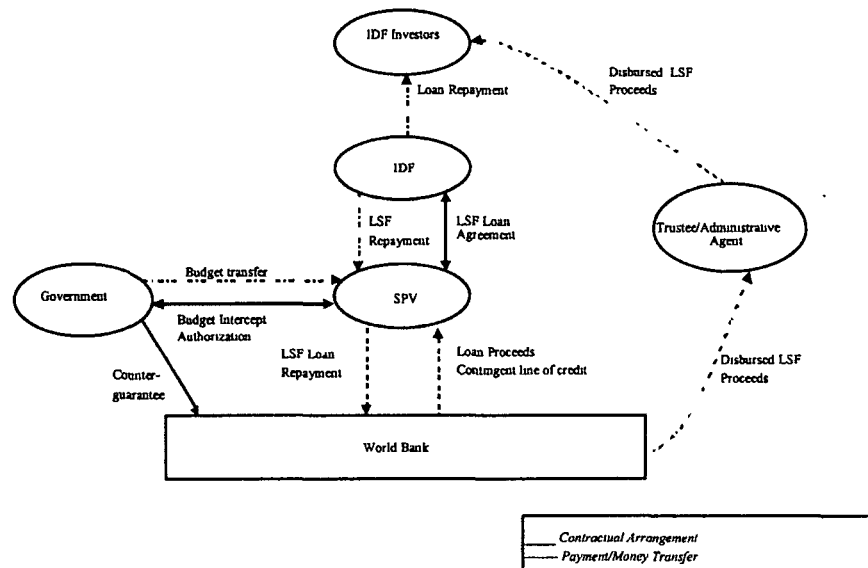 IDF Investors
Disbursed LSF
Proceeds
Loan Repayment
IDF
LSF
Repayment
LSF Loan
Agreement
Trustee/Administrative
Agent
Budget transfer
Government
SPV
Budget Intercept
Authorization
LSF Loan
Repayment
Loan Proceeds
Contingent line of credit
Disbursed LSF
Proceeds
Counter-
guarantee
World Bank
Contractual Arrangement
Payment/Money Transfer